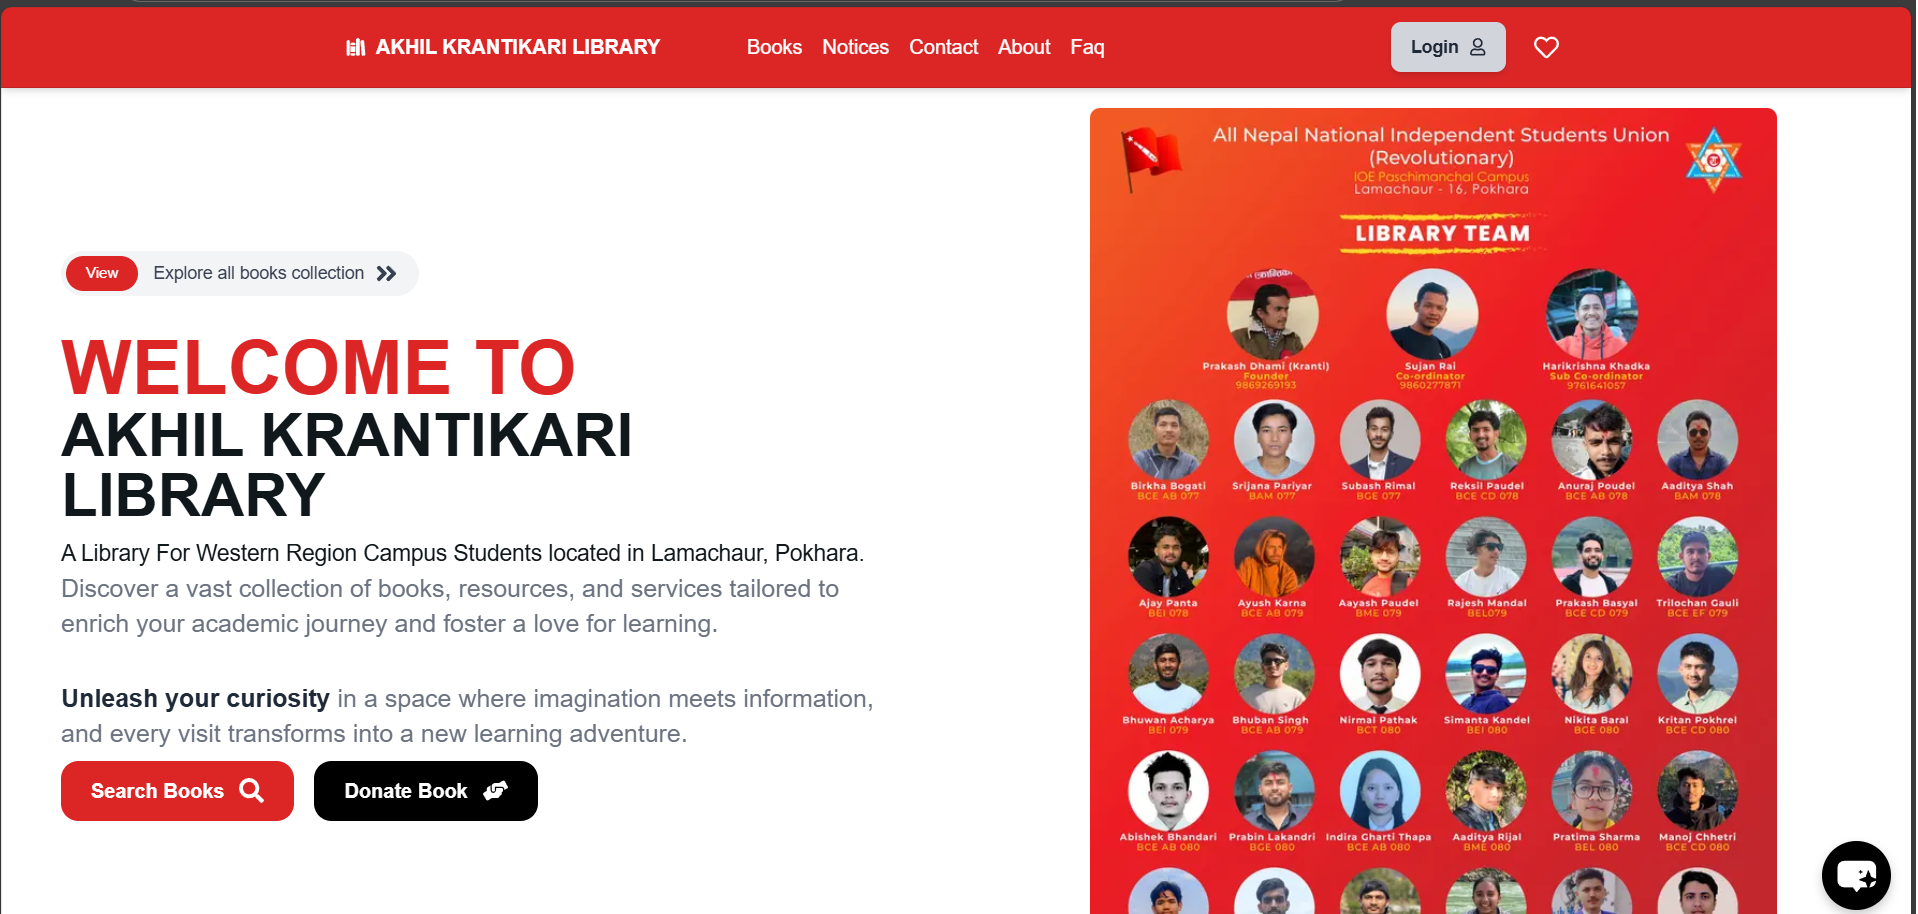 AKHIL KRANTIKARI LIBRARY
Books Notices Contact About Faq
Login
View Explore all books collection
WELCOME TO
AKHIL KRANTIKARI
LIBRARY
A Library For Western Region Campus Students located in Lamachaur, Pokhara.
Discover a vast collection of books, resources, and services tailored to
enrich your academic journey and foster a love for learning.
Unleash your curiosity in a space where imagination meets information,
and every visit transforms into a new learning adventure.
Search Books
Donate Book
All Nepal National Independent Students Union
(Revolutionary)
IOE Paschimanchal Campus
Lamachaur - 16, Pokhara
LIBRARY TEAM
Prakash Dhami (Kranti) Sujan Rai Harikrishna Khadka
Founder Co-ordinator Sub Co-ordinator
9869269193 9860277871 9761641057
Birkha Bogati Srijana Pariyar Subash Rimal Reksil Paudel Anuraj Poudel Aaditya Shah
BCE AB 077 BAM 077 BGE 077 BCE CD 078 BCE AB 078 BAM 078
Ajay Panta Ayush Karna Aayash Paudel Rajesh Mandal Prakash Basyal Trilochan Gauli
BEI 078 BCE AB 079 BME 079 BEL079 BCE CD 079 BCE EF 079
Bhuwan Acharya Bhuban Singh Nirmal Pathak Simanta Kandel Nikita Baral Kritan Pokhrel
BEI 079 BCE AB 079 BCT 080 BEI 080 BGE 080 BCE CD 080
Abishek Bhandari Prabin Lakandri Indira Gharti Thapa Aaditya Rijal Pratima Sharma Manoj Chhetri
BCE AB 080 BGE 080 BCE AB 080 BME 080 BEL 080 BCE CD 080